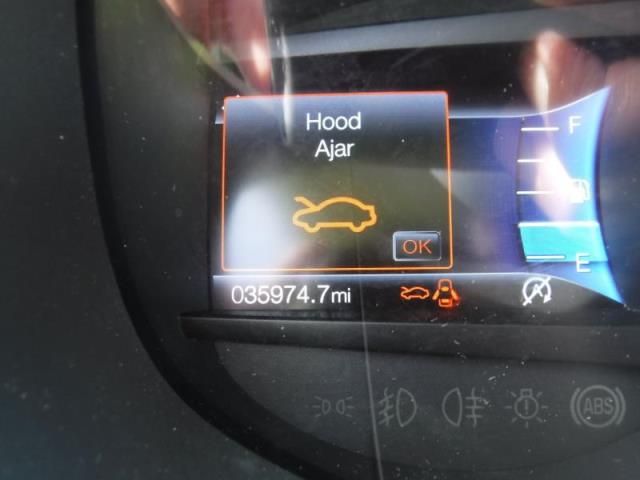 Hood
Ajar
OK
035974.7mi
F
E
A
ABS